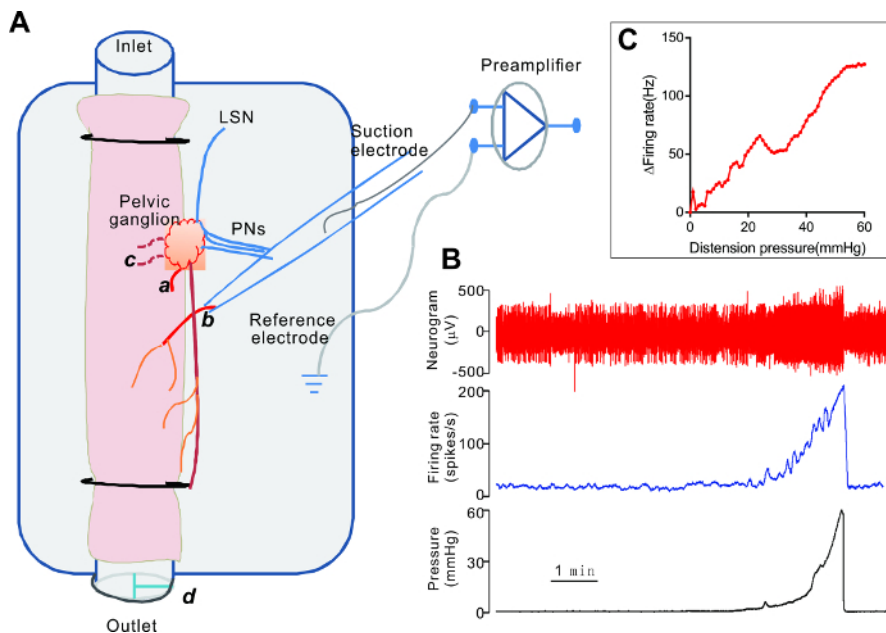 A
Inlet
LSN
Pelvic
ganglion
PNs
c
a
b
Suction
electrode
Preamplifier
Reference
electrode
d
Outlet
C
ΔFiring rate(Hz)
150
100
50
0
0 20 40 60
Distension pressure(mmHg)
B
Neurogram
(μV)
500
0
-500
Firing rate
(spikes/s)
200
100
0
Pressure
(mmHg)
60
30
0
1 min